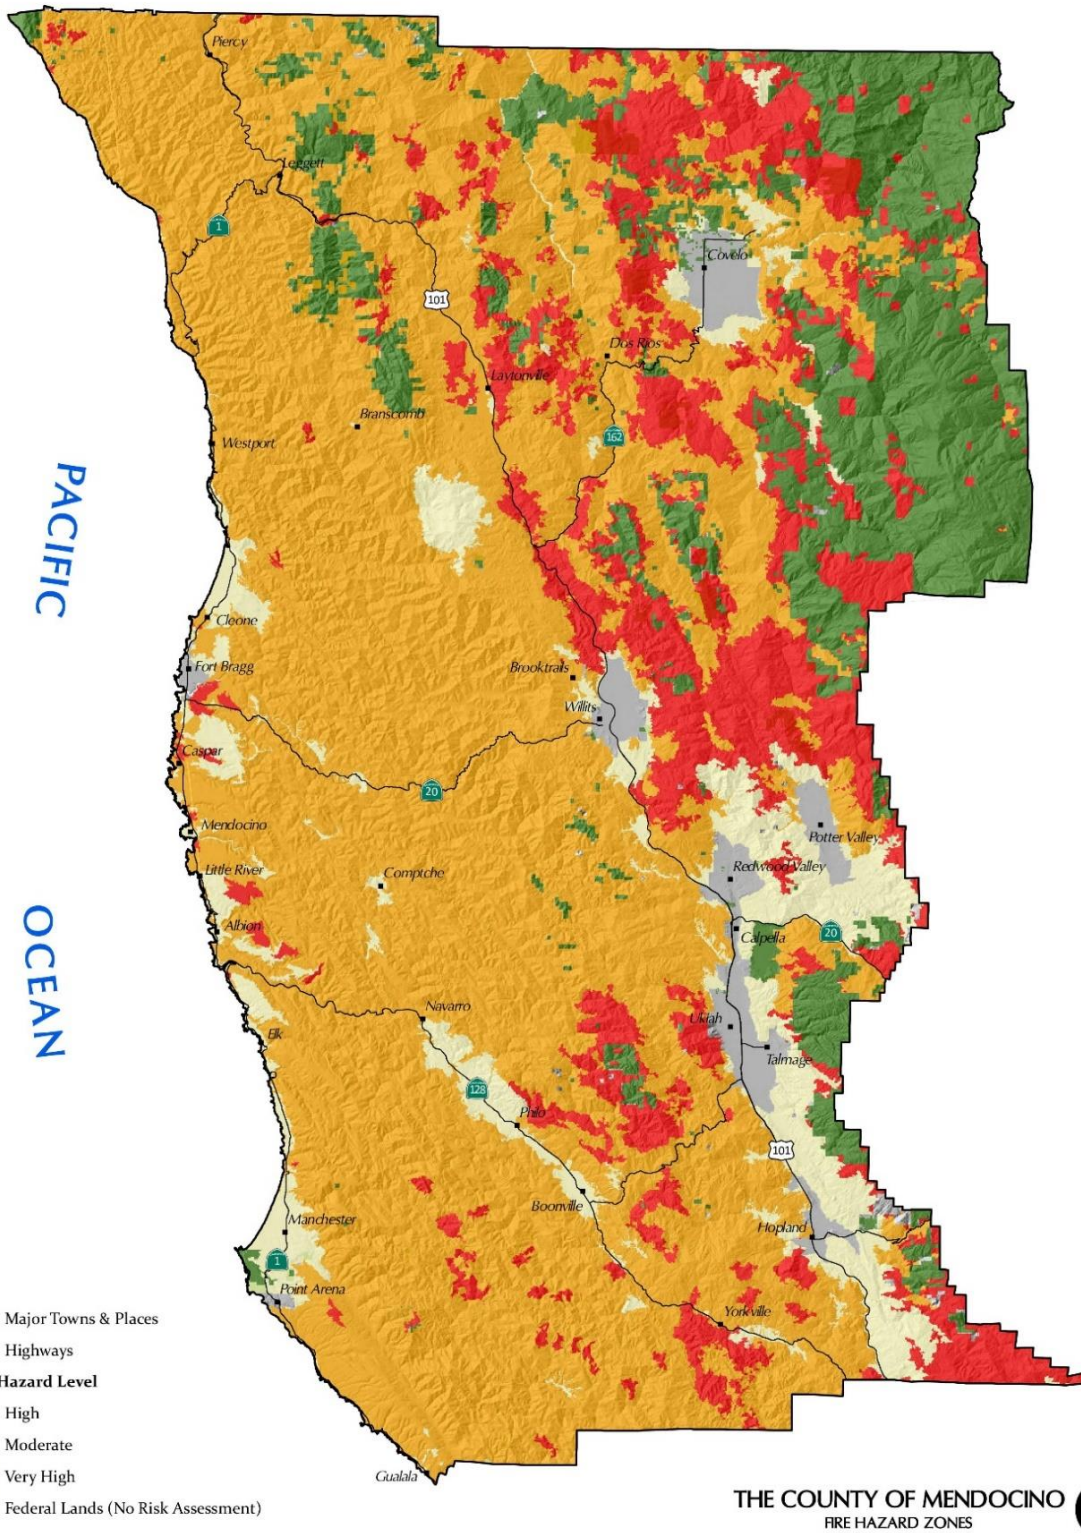 Piercy
Leggett
1
Covelo
101
Dos Rios
Laytonville
Branscomb
162
Westport
PACIFIC
Cleone
Fort Bragg
Brooktrails
Willits
Caspar
20
Mendocino
Potter Valley
Little River
Comptche
Redwood Valley
OCEAN
Albion
Calpella
20
Navarro
Ukiah
Elk
Talmage
128
Philo
101
Boonville
Manchester
Hopland
1
Point Arena
Yorkville
Gualala
Major Towns & Places
Highways
Hazard Level
High
Moderate
Very High
Federal Lands (No Risk Assessment)
THE COUNTY OF MENDOCINO
FIRE HAZARD ZONES